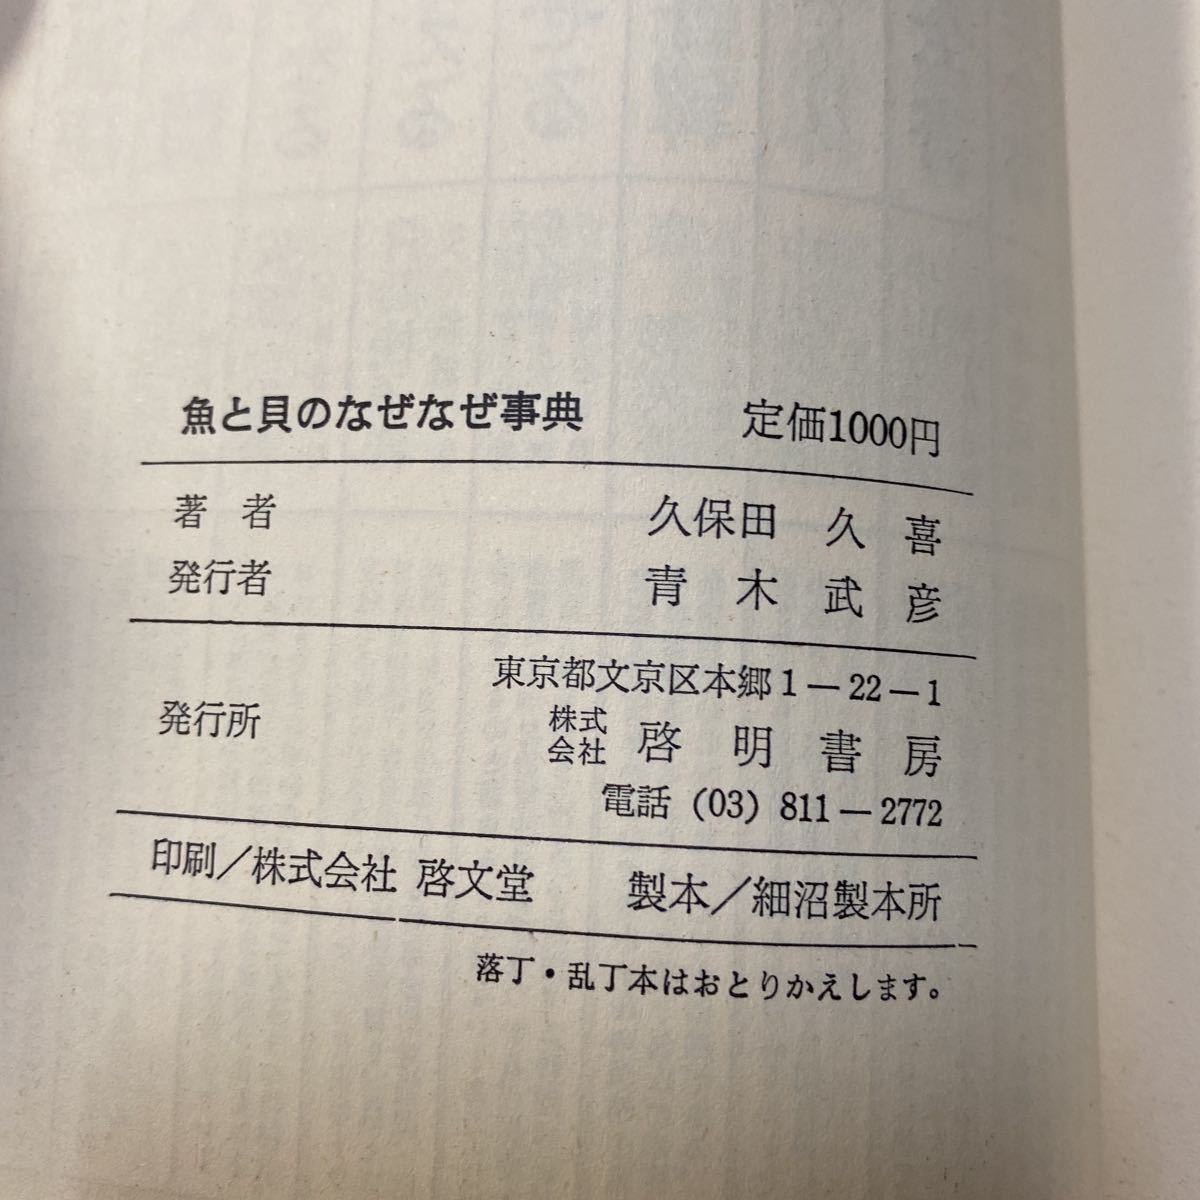 魚と貝のなぜなぜ事典 定価1000円
著者 久保田 久喜
発行者 青木武彦
東京都文京区本郷1－22－1
発行所 株式会社 啓明書房
電話 (03) 811－2772
印刷／株式会社 啓文堂 製本／細沼製本所
落丁・乱丁本はおとりかえします。